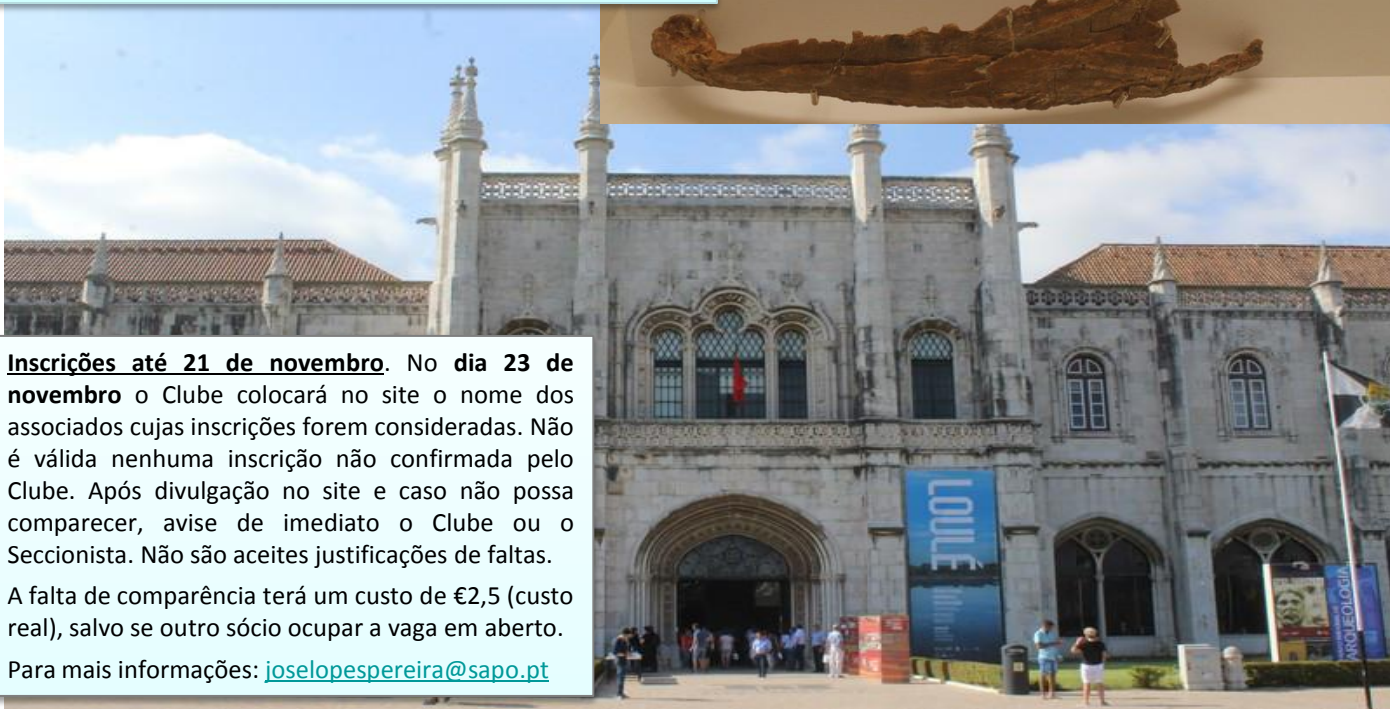 Inscrições até 21 de novembro. No dia 23 de
novembro o Clube colocará no site o nome dos
associados cujas inscrições forem consideradas. Não
é válida nenhuma inscrição não confirmada pelo
Clube. Após divulgação no site e caso não possa
comparecer, avise de imediato o Clube ou o
Seccionista. Não são aceites justificações de faltas.
A falta de comparência terá um custo de €2,5 (custo
real), salvo se outro sócio ocupar a vaga em aberto.
Para mais informações: joselopespereira@sapo.pt
LOULÉ
ARQUEOLOGIA